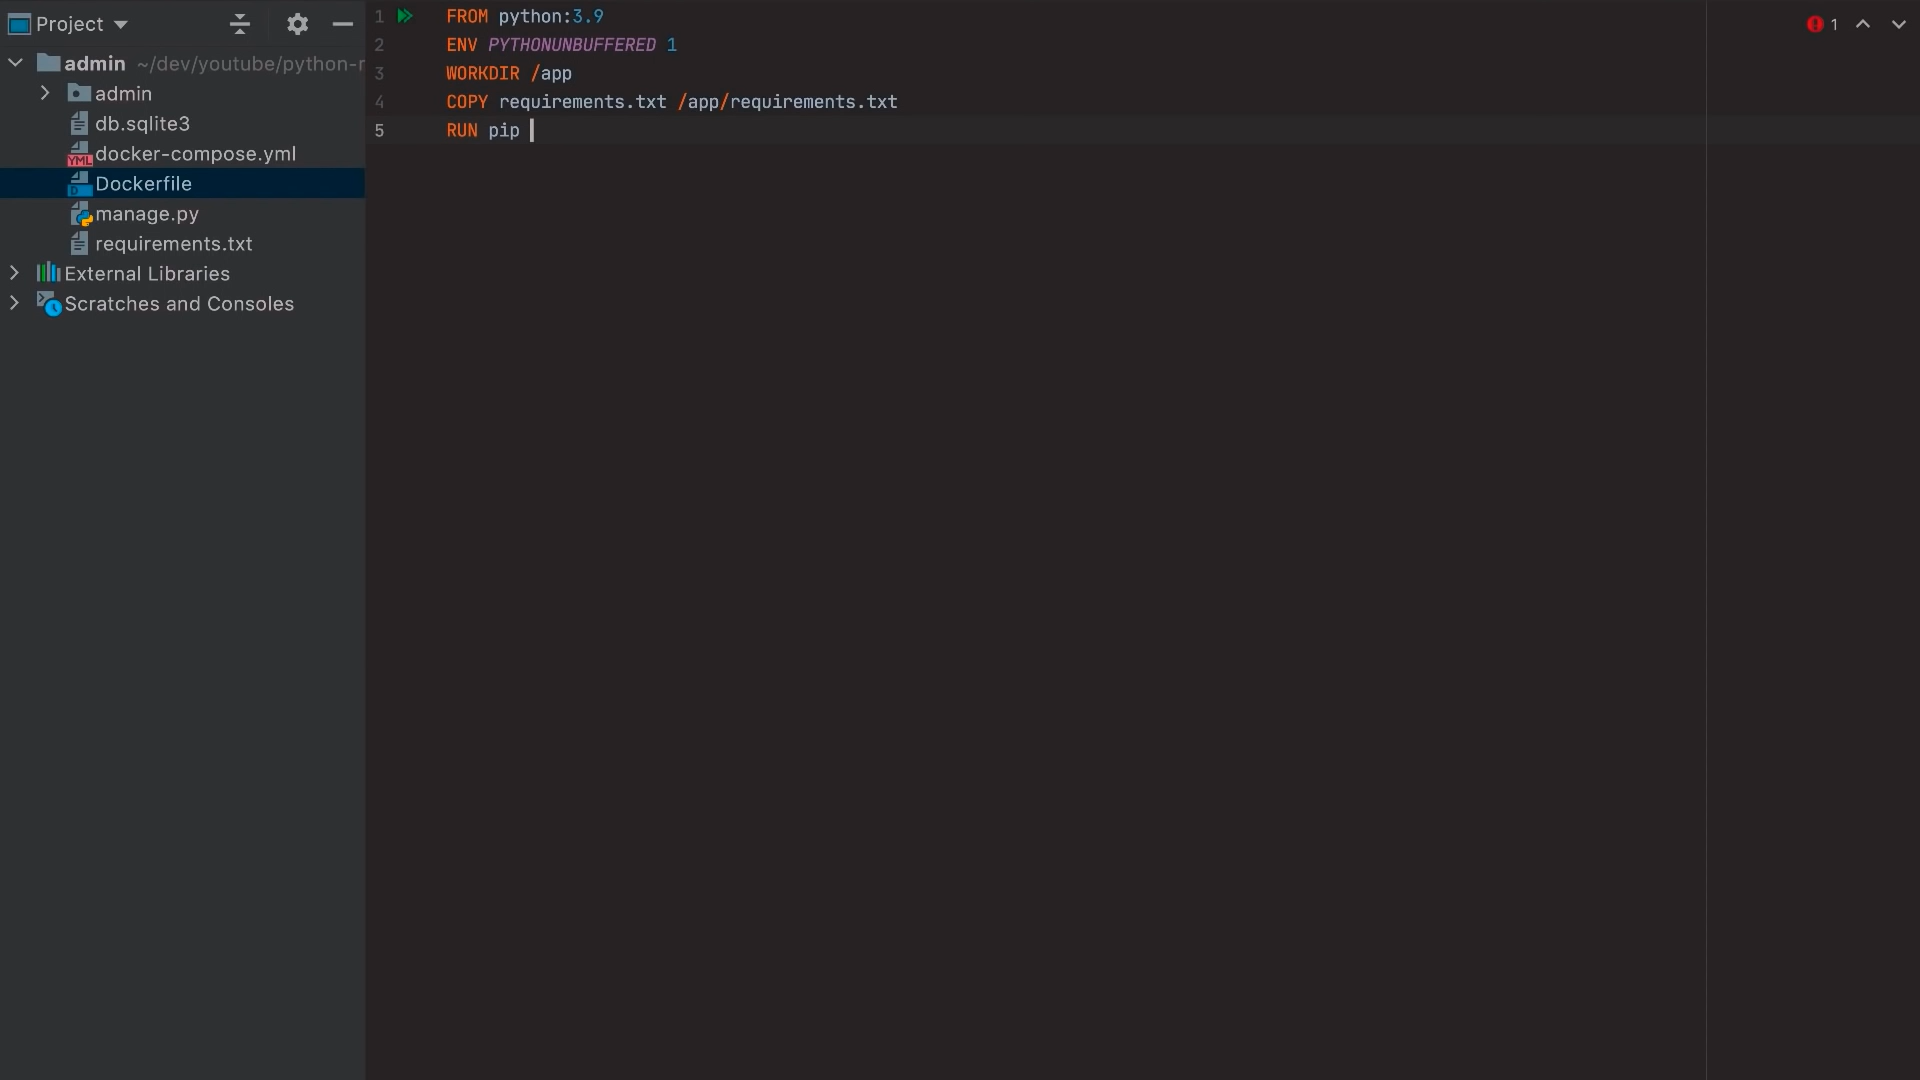 Project
admin ~/dev/youtube/python-
admin
db.sqlite3
docker-compose.yml
Dockerfile
manage.py
requirements.txt
External Libraries
Scratches and Consoles
1 FROM python:3.9
2 ENV PYTHONUNBUFFERED 1
3 WORKDIR /app
4 COPY requirements.txt /app/requirements.txt
5 RUN pip
1